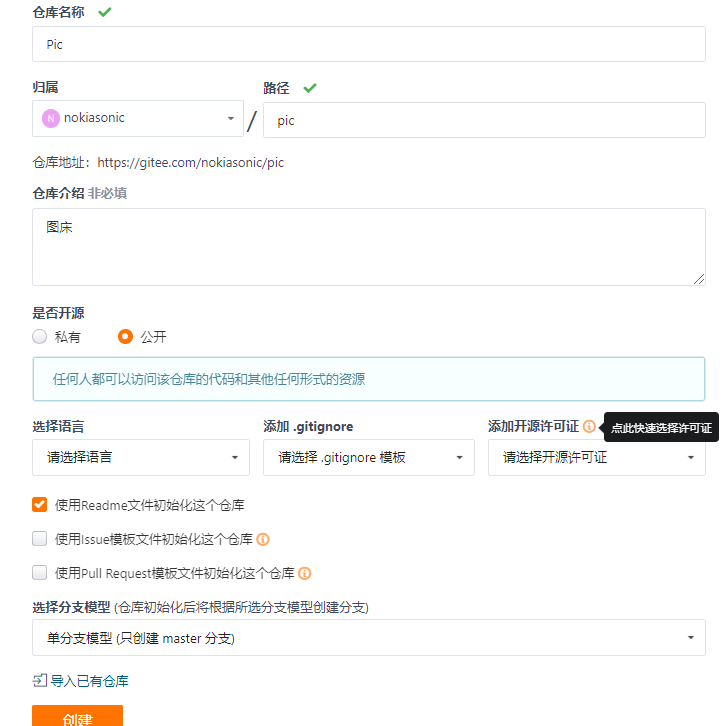 仓库名称
Pic
归属 路径
N nokiasonic / pic
仓库地址：https://gitee.com/nokiasonic/pic
仓库介绍 非必填
图床
是否开源
私有 公开
任何人都可以访问该仓库的代码和其他任何形式的资源
选择语言 添加 .gitignore 添加开源许可证 点此快速选择许可证
请选择语言 请选择 .gitignore 模板 请选择开源许可证
使用Readme文件初始化这个仓库
使用Issue模板文件初始化这个仓库
使用Pull Request模板文件初始化这个仓库
选择分支模型 (仓库初始化后将根据所选分支模型创建分支)
单分支模型 (只创建 master 分支)
导入已有仓库
创建